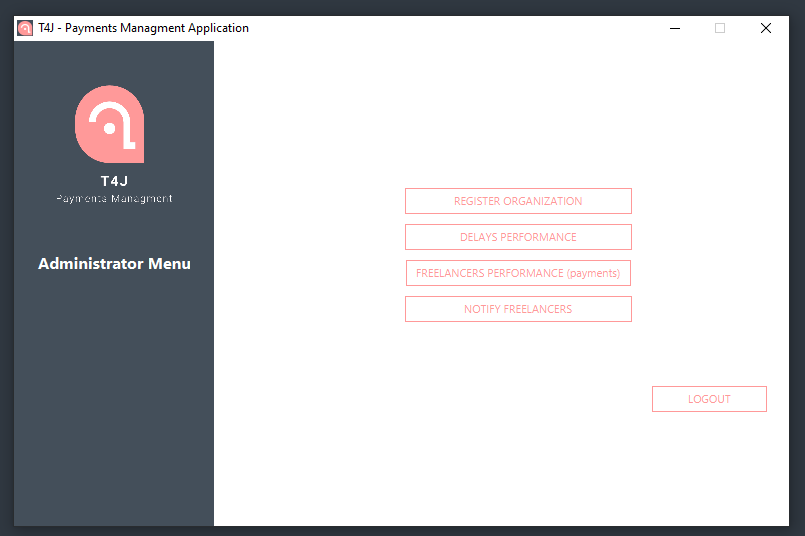 T4J - Payments Managment Application
T4J
Payments Managment
Administrator Menu
REGISTER ORGANIZATION
DELAYS PERFORMANCE
FREELANCERS PERFORMANCE (payments)
NOTIFY FREELANCERS
LOGOUT